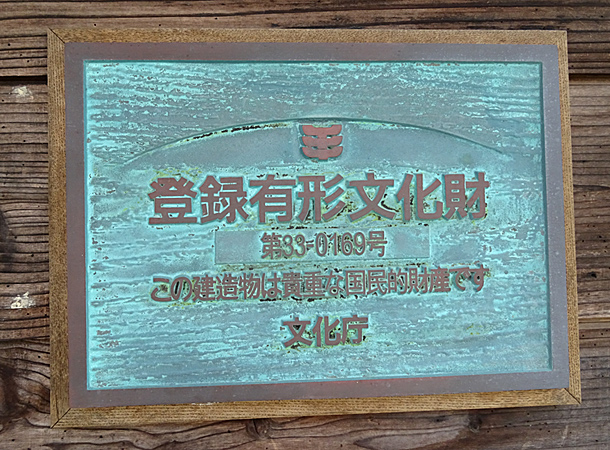 登録有形文化財
第33-0169号
この建造物は貴重な国民的財産です
文化庁